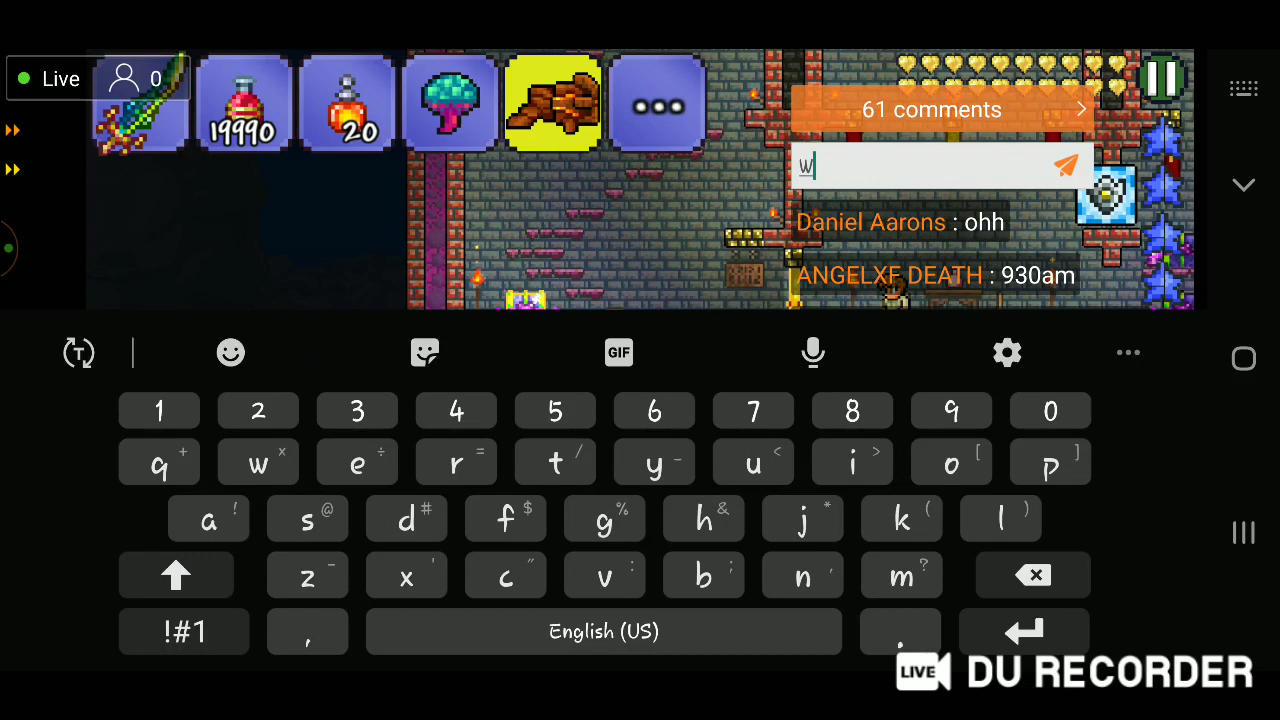 Live 0
19990
20
61 comments
w
Daniel Aarons : ohh
ANGELXF DEATH : 930am
GIF
1 2 3 4 5 6 7 8 9 0
q + w × e ÷ r = t / y - u < i > o [ p ]
a ! s @ d # f $ g % h & j * k ( l )
z - x ' c " v : b ; n , m ?
!#1 , English (US) .
LIVE DU RECORDER